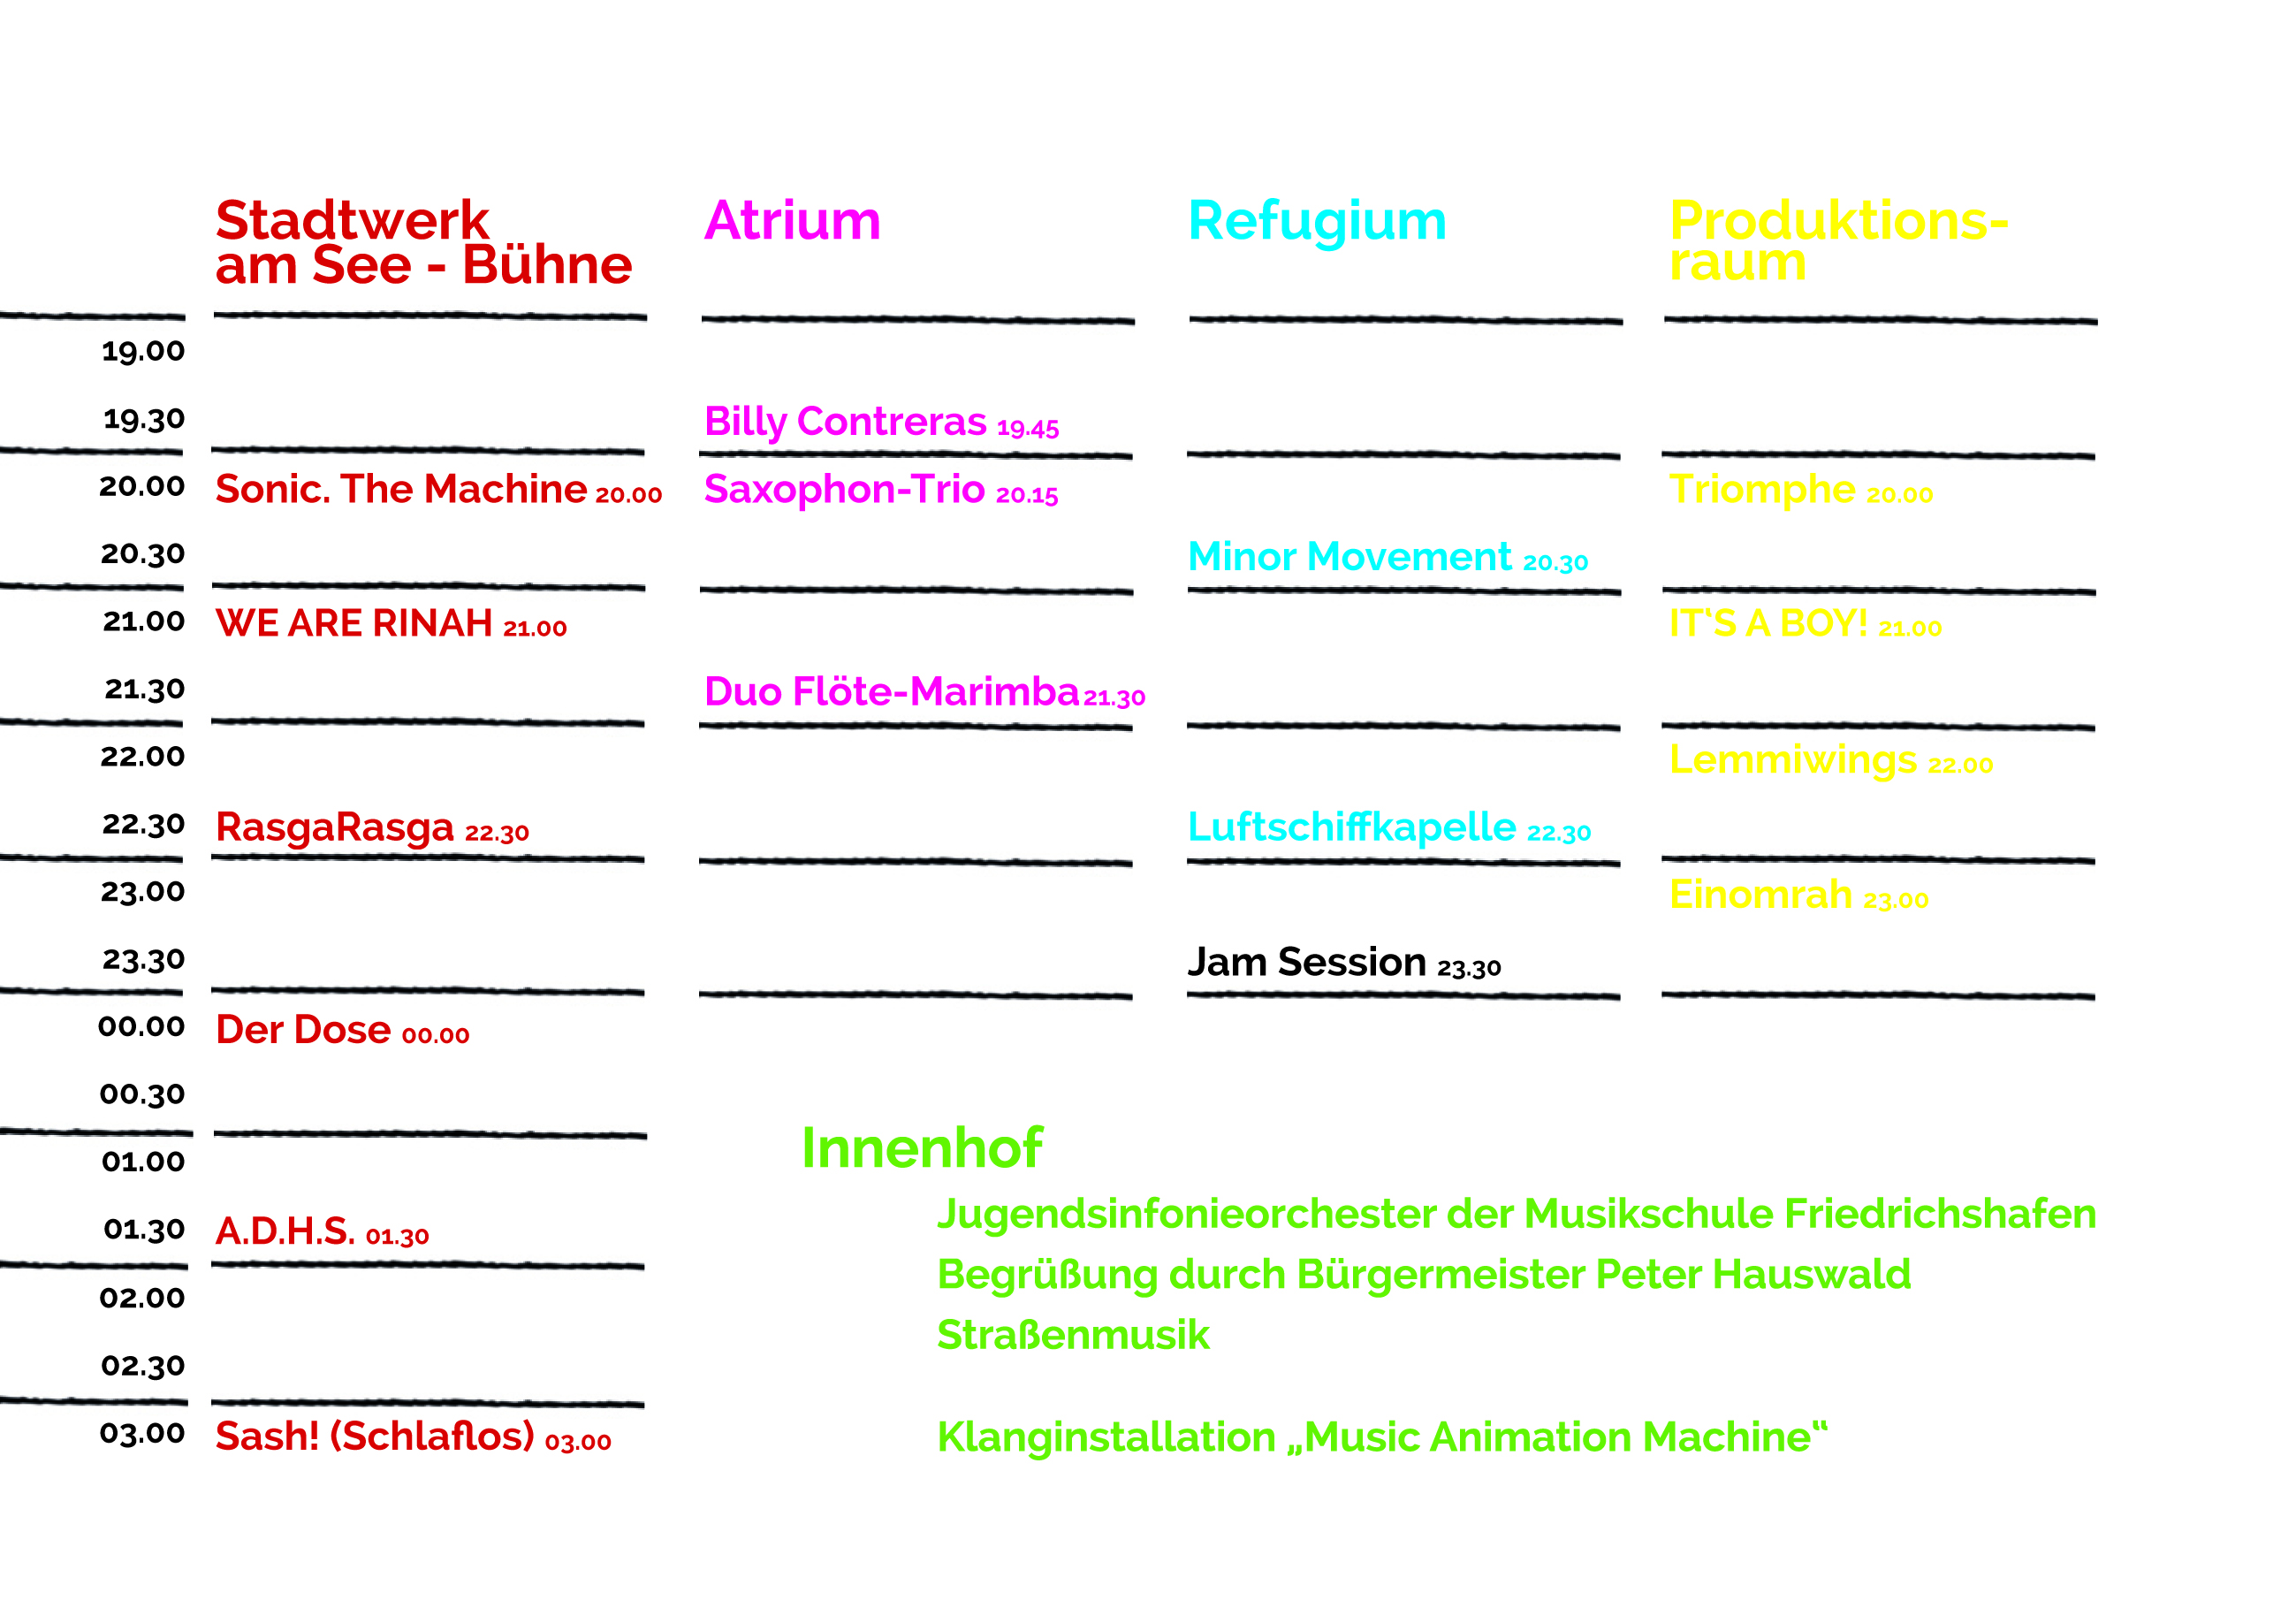 Stadtwerk
am See - Bühne
Atrium
Refugium
Produktions-
raum
19.00
19.30
Billy Contreras 19.45
20.00
Sonic. The Machine 20.00
Saxophon-Trio 20.15
Triomphe 20.00
20.30
Minor Movement 20.30
21.00
WE ARE RINAH 21.00
IT'S A BOY! 21.00
21.30
Duo Flöte-Marimba 21.30
22.00
Lemmiwings 22.00
22.30
RasgaRasga 22.30
Luftschiffkapelle 22.30
23.00
Einomrah 23.00
23.30
Jam Session 23.30
00.00
Der Dose 00.00
00.30
01.00
01.30
A.D.H.S. 01.30
02.00
02.30
03.00
Sash! (Schlaflos) 03.00
Innenhof
Jugendsinfonieorchester der Musikschule Friedrichshafen
Begrüßung durch Bürgermeister Peter Hauswald
Straßenmusik
Klanginstallation „Music Animation Machine“